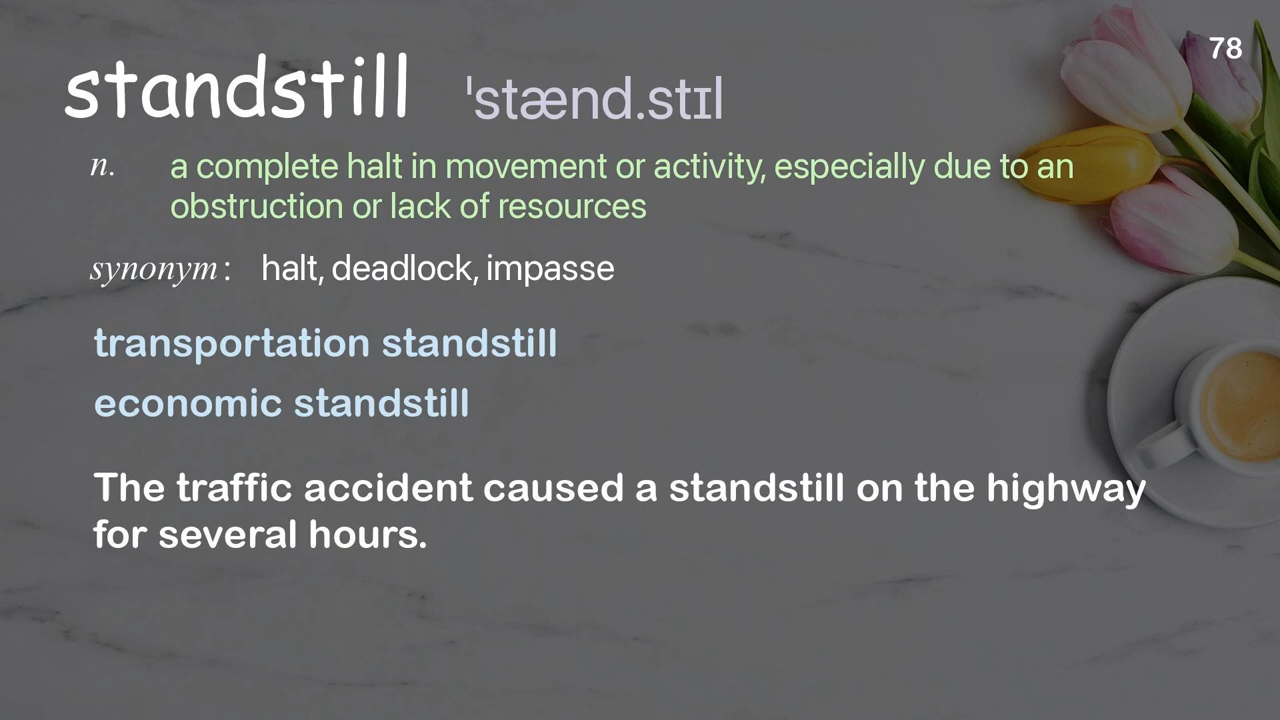 78
standstill ˈstænd.stɪl
n. a complete halt in movement or activity, especially due to an
obstruction or lack of resources
synonym: halt, deadlock, impasse
transportation standstill
economic standstill
The traffic accident caused a standstill on the highway
for several hours.